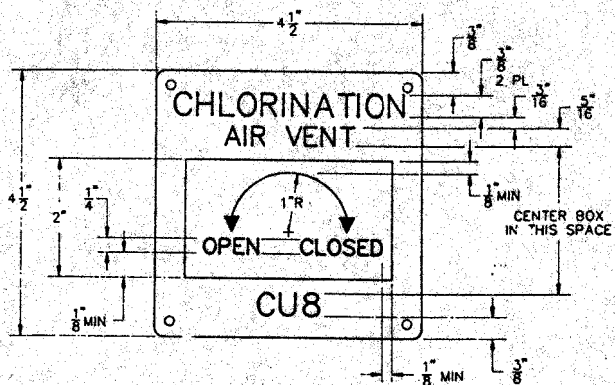 4 1/2"
3/8"
3/8"
2 PL
3/16"
5/16"
CHLORINATION
AIR VENT
4 1/2"
2"
1/4"
1"R
1/8" MIN
OPEN CLOSED
CENTER BOX
IN THIS SPACE
1/8" MIN
CU8
1/8" MIN
3/8"